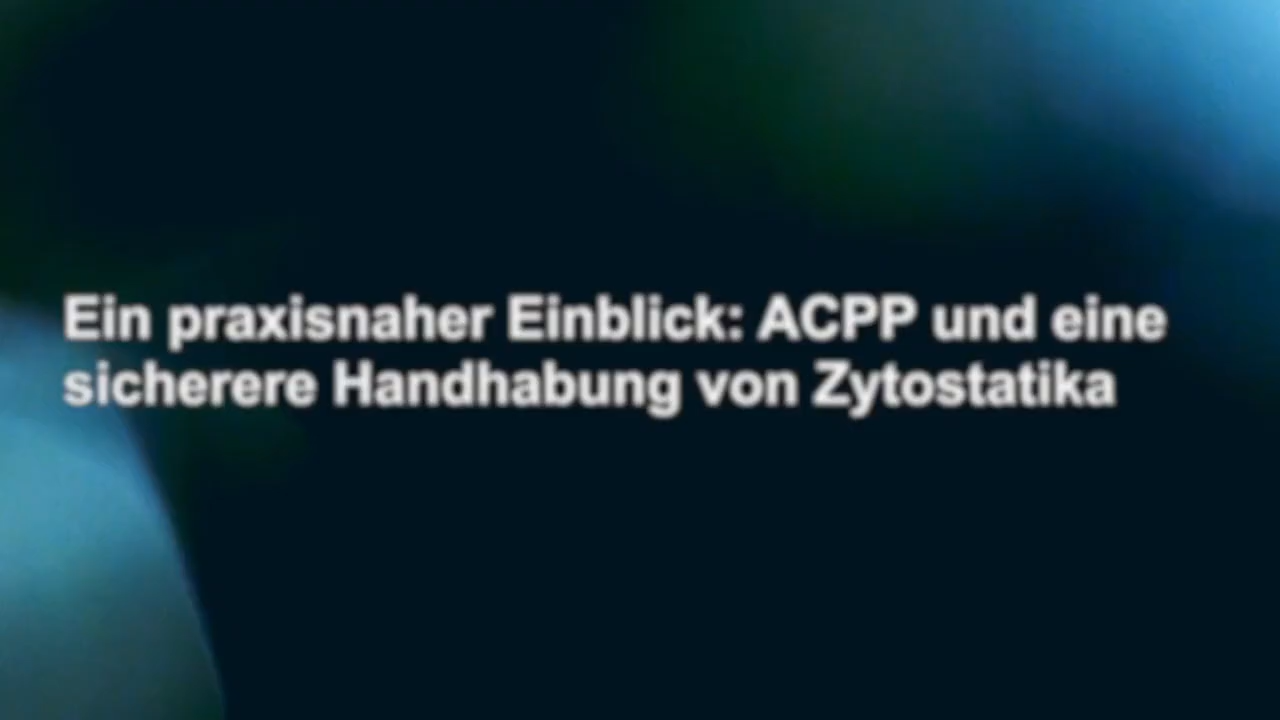 Ein praxisnaher Einblick: ACPP und eine
sicherere Handhabung von Zytostatika